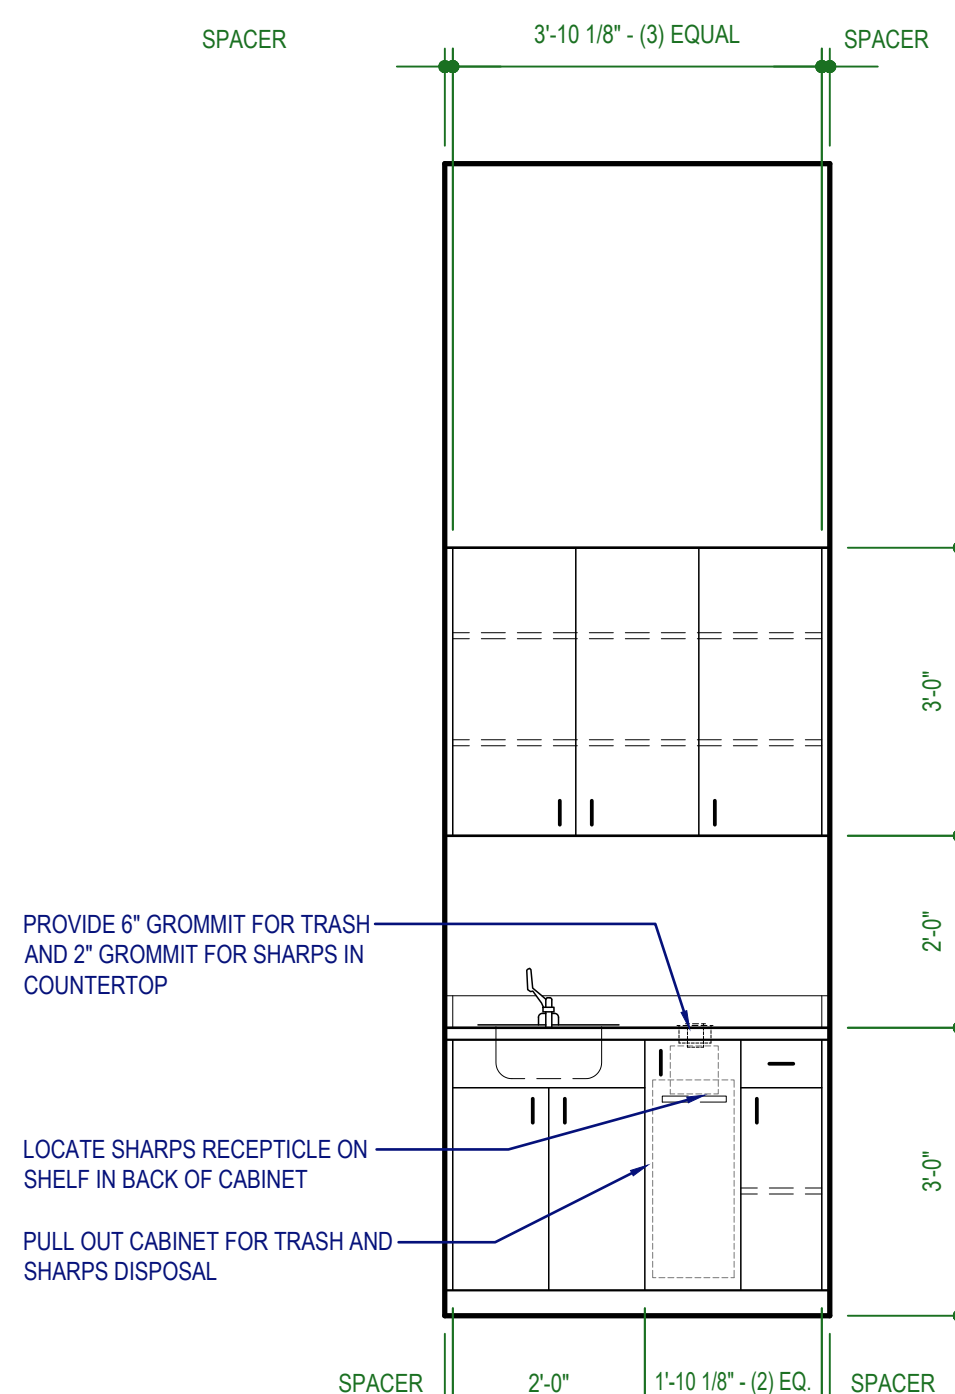 SPACER
3'-10 1/8" - (3) EQUAL
SPACER
3'-0"
PROVIDE 6" GROMMIT FOR TRASH
AND 2" GROMMIT FOR SHARPS IN
COUNTERTOP
2'-0"
LOCATE SHARPS RECEPTICLE ON
SHELF IN BACK OF CABINET
3'-0"
PULL OUT CABINET FOR TRASH AND
SHARPS DISPOSAL
SPACER
2'-0"
1'-10 1/8" - (2) EQ.
SPACER